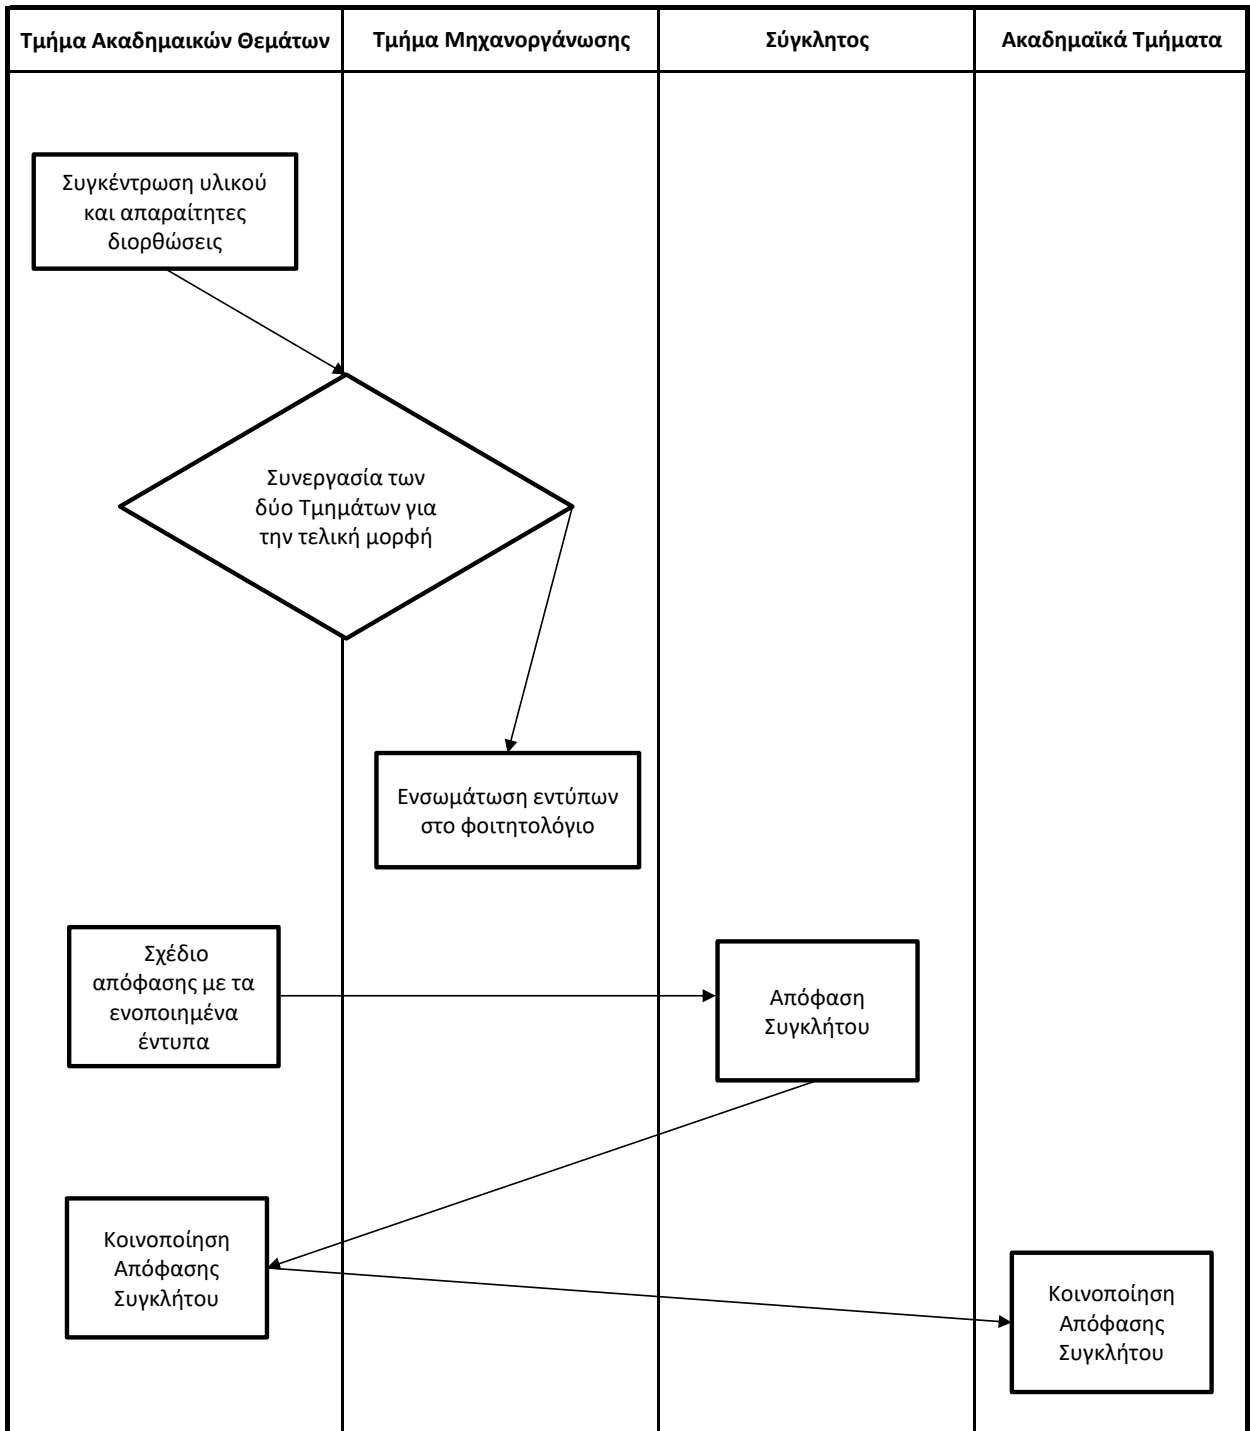 Τμήμα Ακαδημαικών Θεμάτων
Τμήμα Μηχανοργάνωσης
Σύγκλητος
Ακαδημαϊκά Τμήματα
Συγκέντρωση υλικού
και απαραίτητες
διορθώσεις
Συνεργασία των
δύο Τμημάτων για
την τελική μορφή
Ενσωμάτωση εντύπων
στο φοιτητολόγιο
Σχέδιο
απόφασης με τα
ενοποιημένα
έντυπα
Απόφαση
Συγκλήτου
Κοινοποίηση
Απόφασης
Συγκλήτου
Κοινοποίηση
Απόφασης
Συγκλήτου